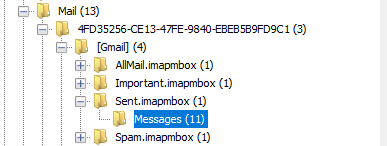 Mail (13)
4FD35256-CE13-47FE-9840-EBEB5B9FD9C1 (3)
[Gmail] (4)
AllMail.imapmbox (1)
Important.imapmbox (1)
Sent.imapmbox (1)
Messages (11)
Spam.imapmbox (1)